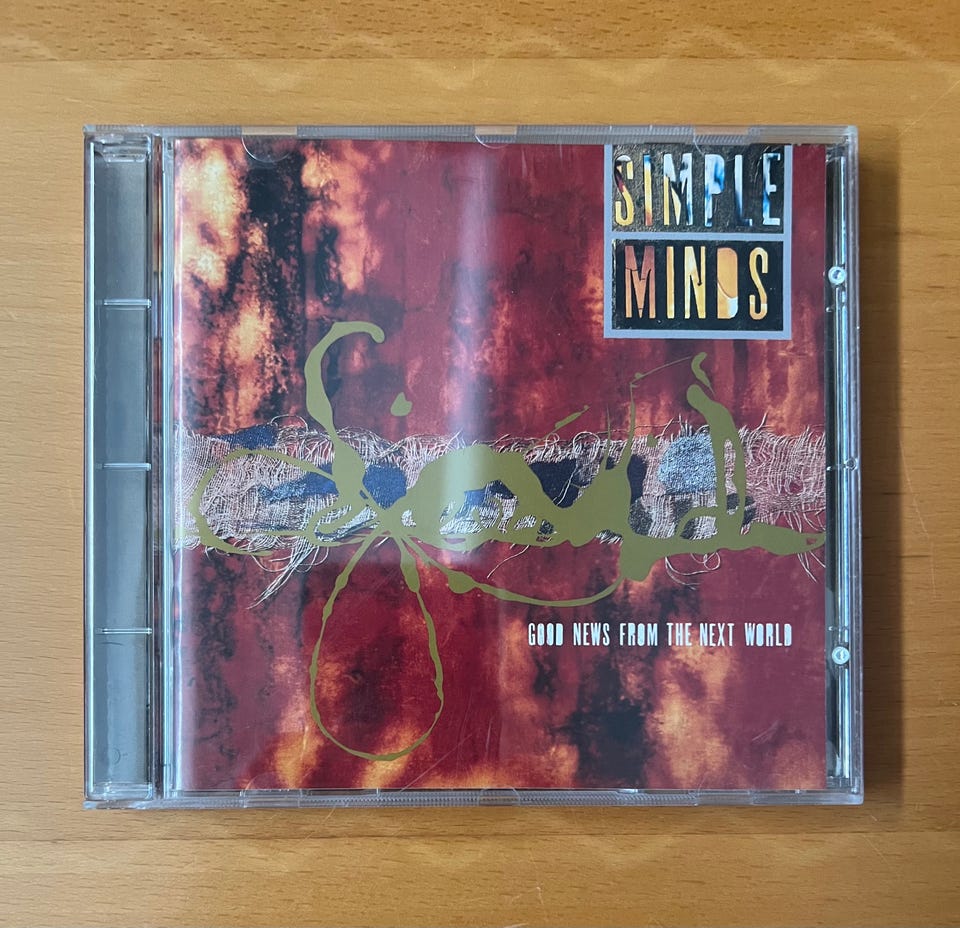 SIMPLE
MINDS
GOOD NEWS FROM THE NEXT WORLD